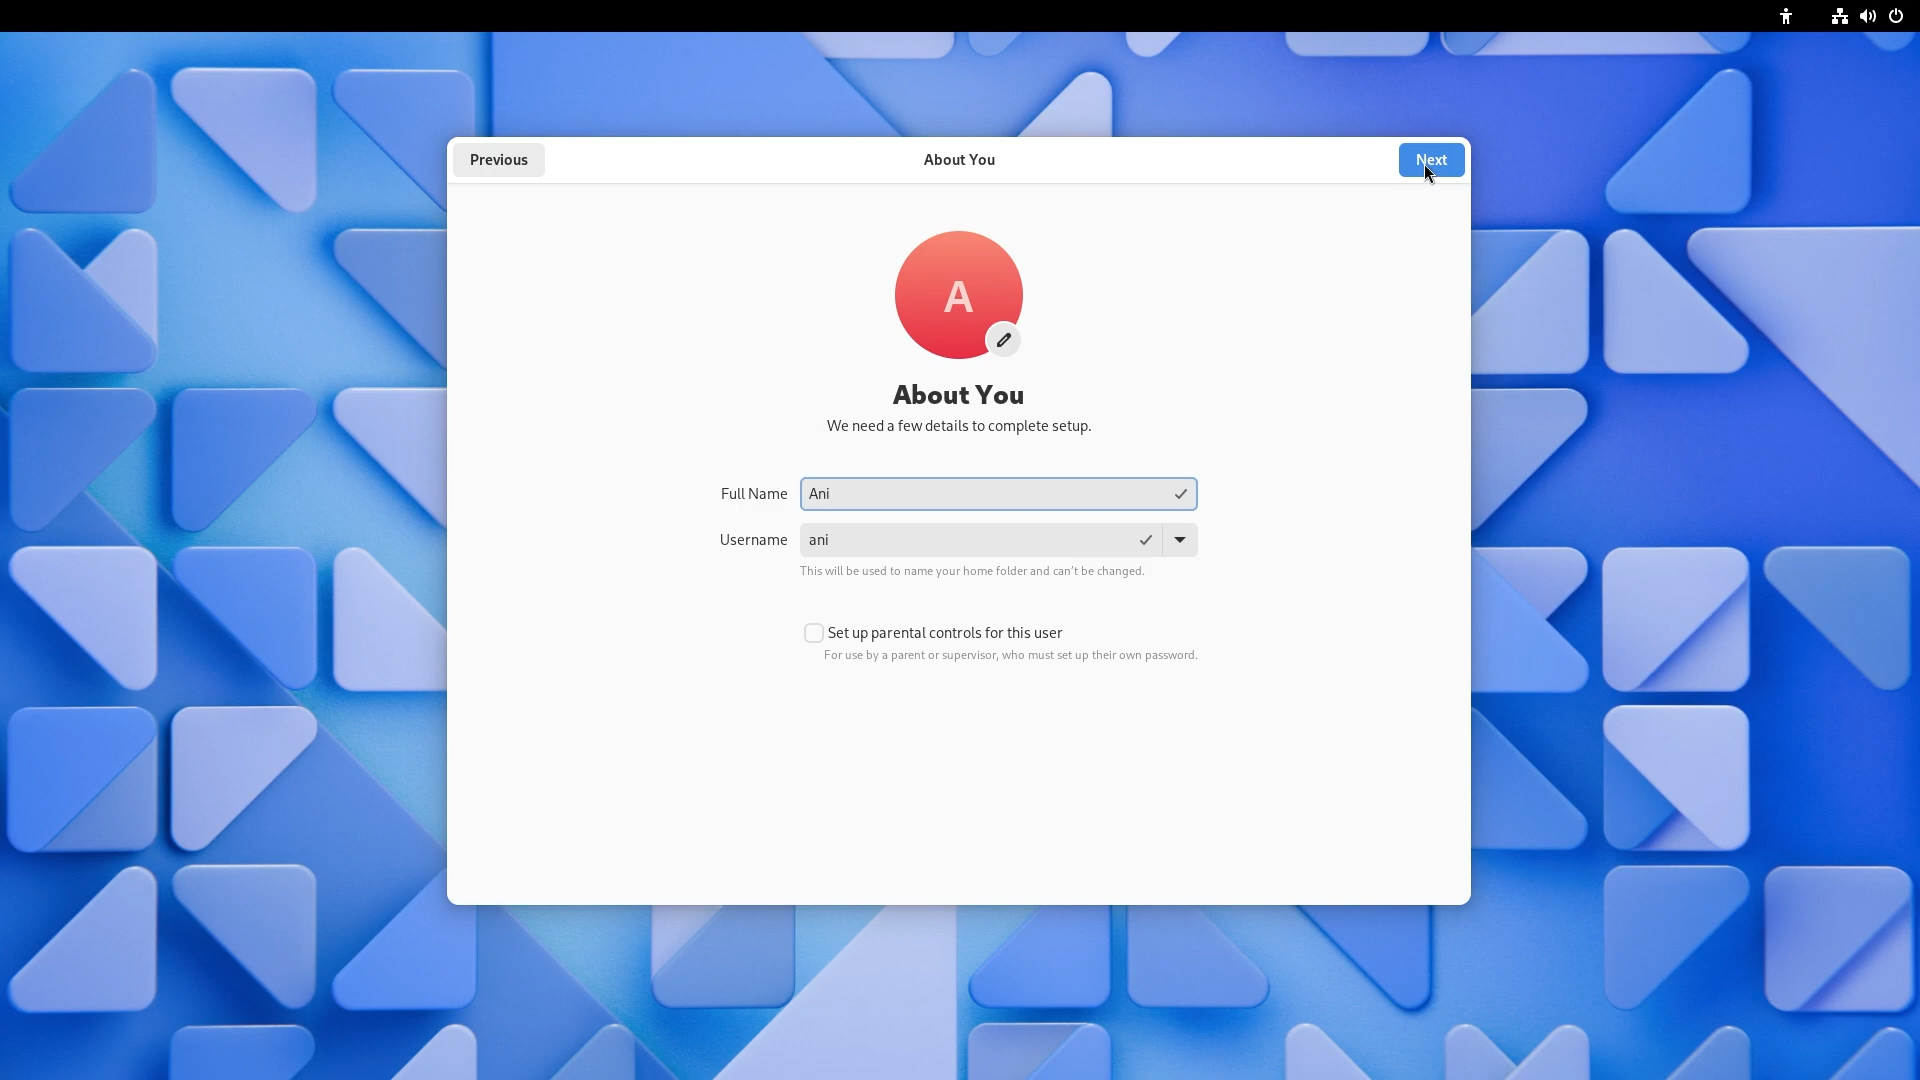 Previous
About You
Next
A
About You
We need a few details to complete setup.
Full Name
Ani
Username
ani
This will be used to name your home folder and can't be changed.
Set up parental controls for this user
For use by a parent or supervisor, who must set up their own password.